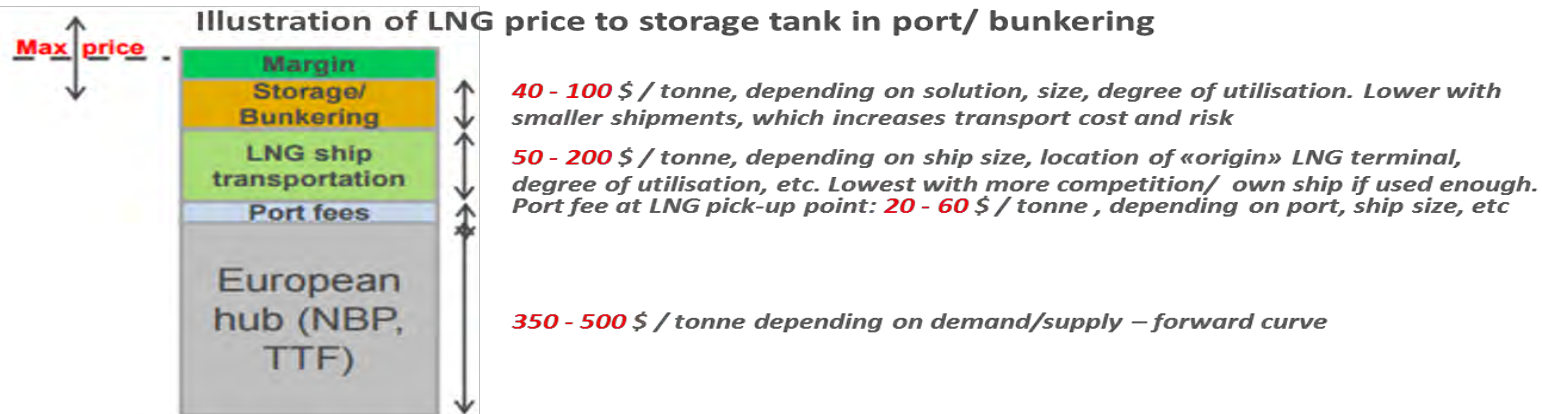 Illustration of LNG price to storage tank in port/ bunkering
Max price
Margin
Storage/
Bunkering
40 - 100 $ / tonne, depending on solution, size, degree of utilisation. Lower with
smaller shipments, which increases transport cost and risk
LNG ship
transportation
50 - 200 $ / tonne, depending on ship size, location of «origin» LNG terminal,
degree of utilisation, etc. Lowest with more competition/ own ship if used enough.
Port fees
Port fee at LNG pick-up point: 20 - 60 $ / tonne , depending on port, ship size, etc
European
hub (NBP,
TTF)
350 - 500 $ / tonne depending on demand/supply – forward curve